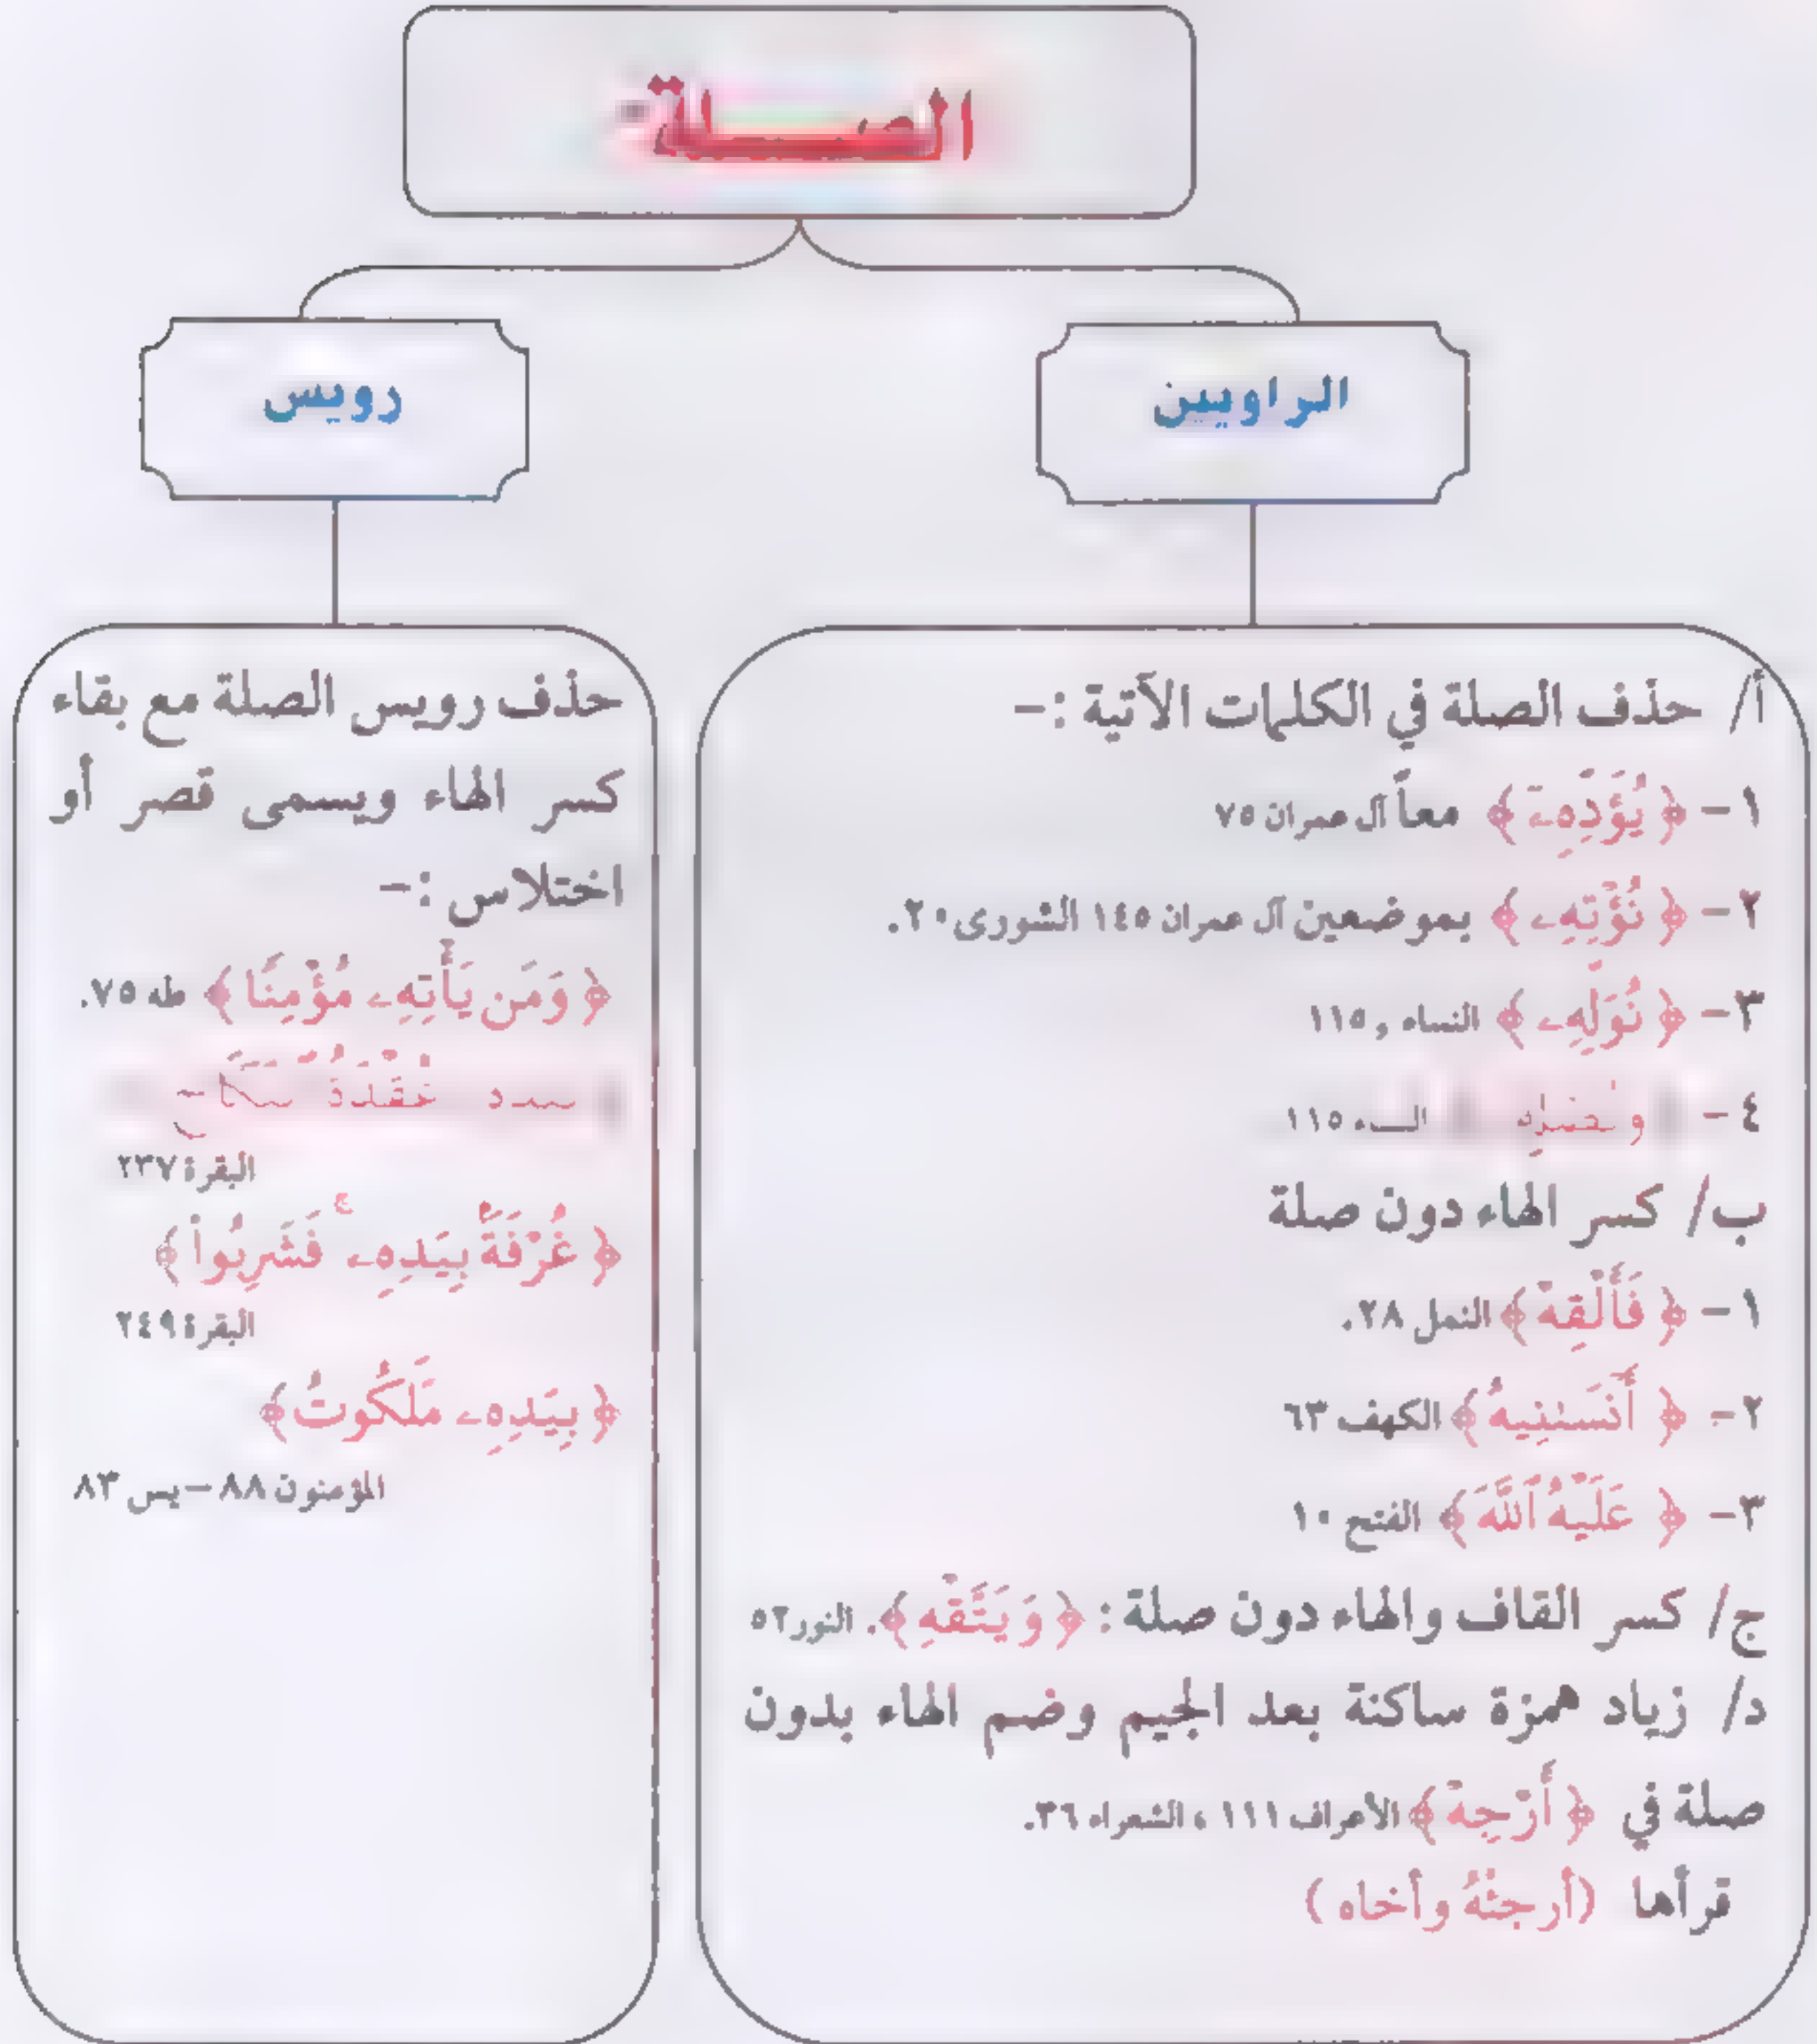 الصلة
الراويين
رويس
أ/ حذف الصلة في الكلمات الآتية :-
١- ﴿ يُؤَدِّهِۦٓ ﴾ معاً آل عمران ٧٥
٢- ﴿ نُؤْتِهِۦ ﴾ بموضعين آل عمران ١٤٥ الشورى ٢٠.
٣- ﴿ نُوَلِّهِۦ ﴾ النساء و ١١٥
٤- ١١٥
ب/ كسر الهاء دون صلة
١- ﴿ فَأَلْقِهْ ﴾ النمل ٢٨.
٢- ﴿ أَنسَىٰنِيهُ ﴾ الكهف ٦٣
٣- ﴿ عَلَيْهُ ٱللَّهَ ﴾ الفتح ١٠
ج/ كسر القاف والهاء دون صلة : ﴿ وَيَتَّقْهِ ﴾. النور ٥٢
د/ زياد همزة ساكنة بعد الجيم وضم الهاء بدون
صلة في ﴿ أَرْجِهْ ﴾ الأعراف ١١١ ، الشعراء ٣٦.
قرأها (أرجئهُ وأخاه )
حذف رويس الصلة مع بقاء
كسر الهاء ويسمى قصر أو
اختلاس :-
﴿ وَمَن يَأْتِهِۦ مُؤْمِنًا ﴾ طه ٧٥.
البقرة ٢٣٧
﴿ غُرْفَةًۢ بِيَدِهِۦ ۚ فَشَرِبُوا۟ ﴾
البقرة ٢٤٩
﴿ بِيَدِهِۦ مَلَكُوتُ ﴾
المؤمنون ٨٨ – يس ٨٣